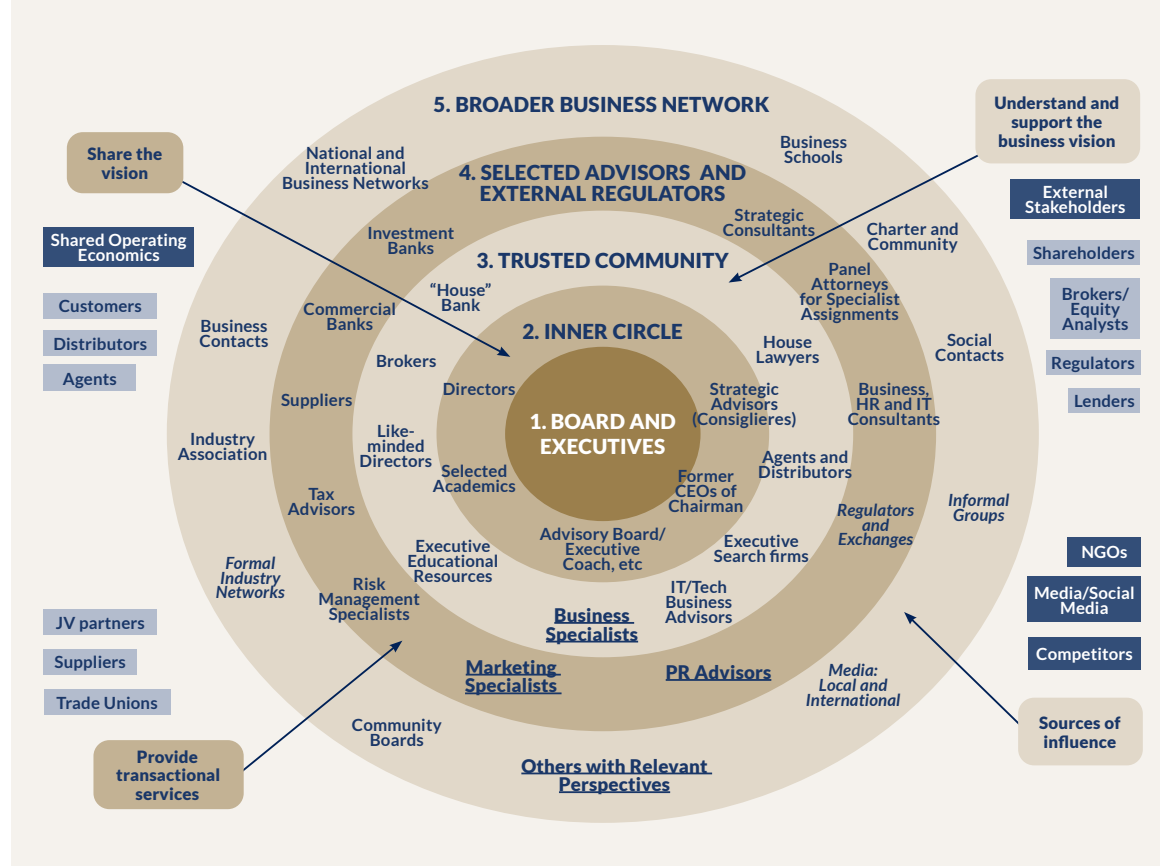 5. BROADER BUSINESS NETWORK
Understand and
support the
business vision
Share the
vision
National and
International
Business Networks
Business
Schools
4. SELECTED ADVISORS AND
EXTERNAL REGULATORS
External
Stakeholders
Strategic
Consultants
Charter and
Community
Shared Operating
Economics
Investment
Banks
3. TRUSTED COMMUNITY
Shareholders
Panel
Attorneys
for Specialist
Assignments
Brokers/
Equity
Analysts
Customers
“House”
Bank
Commercial
Banks
Business
Contacts
2. INNER CIRCLE
Distributors
House
Lawyers
Social
Contacts
Regulators
Brokers
Agents
Directors
Suppliers
Strategic
Advisors
(Consiglieres)
Business,
HR and IT
Consultants
Lenders
1. BOARD AND
EXECUTIVES
Industry
Association
Like-
minded
Directors
Agents and
Distributors
Selected
Academics
Former
CEOs of
Chairman
Tax
Advisors
Regulators
and
Exchanges
Informal
Groups
Advisory Board/
Executive
Coach, etc
Executive
Search firms
NGOs
Executive
Educational
Resources
Formal
Industry
Networks
Risk
Management
Specialists
IT/Tech
Business
Advisors
Media/Social
Media
JV partners
Business
Specialists
Competitors
Suppliers
Marketing
Specialists
PR Advisors
Media:
Local and
International
Trade Unions
Community
Boards
Sources of
influence
Provide
transactional
services
Others with Relevant
Perspectives